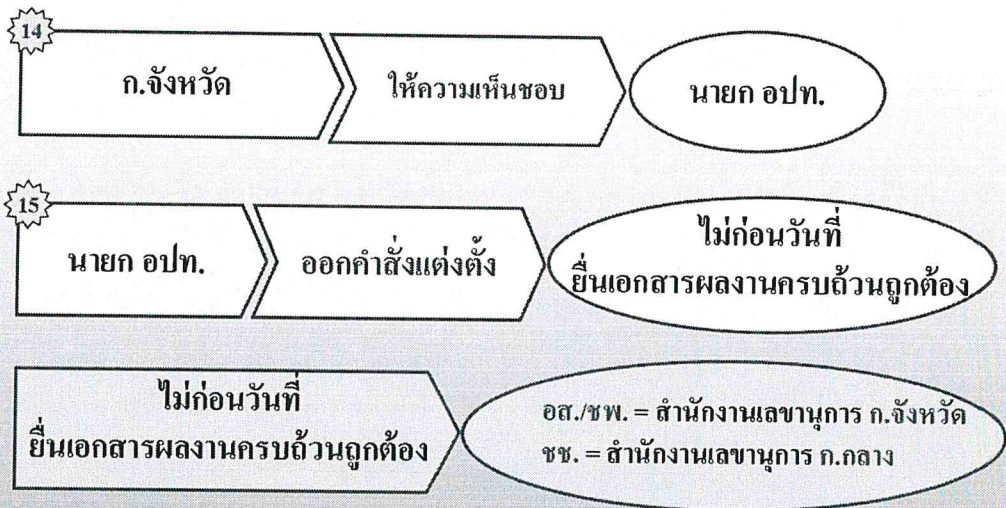 14
ก.จังหวัด
ให้ความเห็นชอบ
นายก อปท.
15
นายก อปท.
ออกคำสั่งแต่งตั้ง
ไม่ก่อนวันที่
ยื่นเอกสารผลงานครบถ้วนถูกต้อง
ไม่ก่อนวันที่
ยื่นเอกสารผลงานครบถ้วนถูกต้อง
อส./ชพ. = สำนักงานเลขานุการ ก.จังหวัด
ชช. = สำนักงานเลขานุการ ก.กลาง